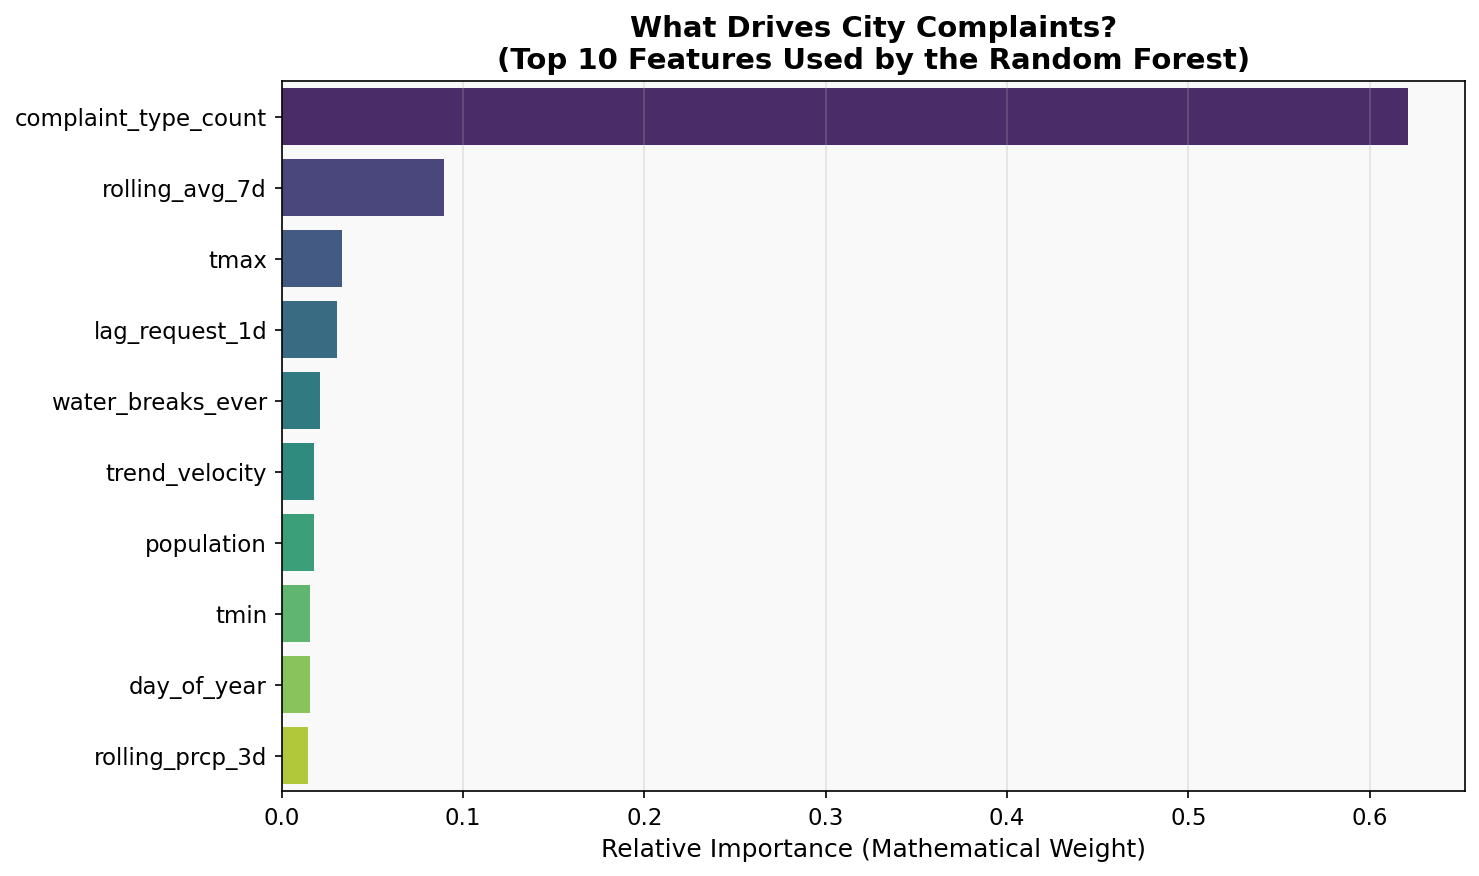 What Drives City Complaints?
(Top 10 Features Used by the Random Forest)
complaint_type_count
rolling_avg_7d
tmax
lag_request_1d
water_breaks_ever
trend_velocity
population
tmin
day_of_year
rolling_prcp_3d
0.0 0.1 0.2 0.3 0.4 0.5 0.6
Relative Importance (Mathematical Weight)